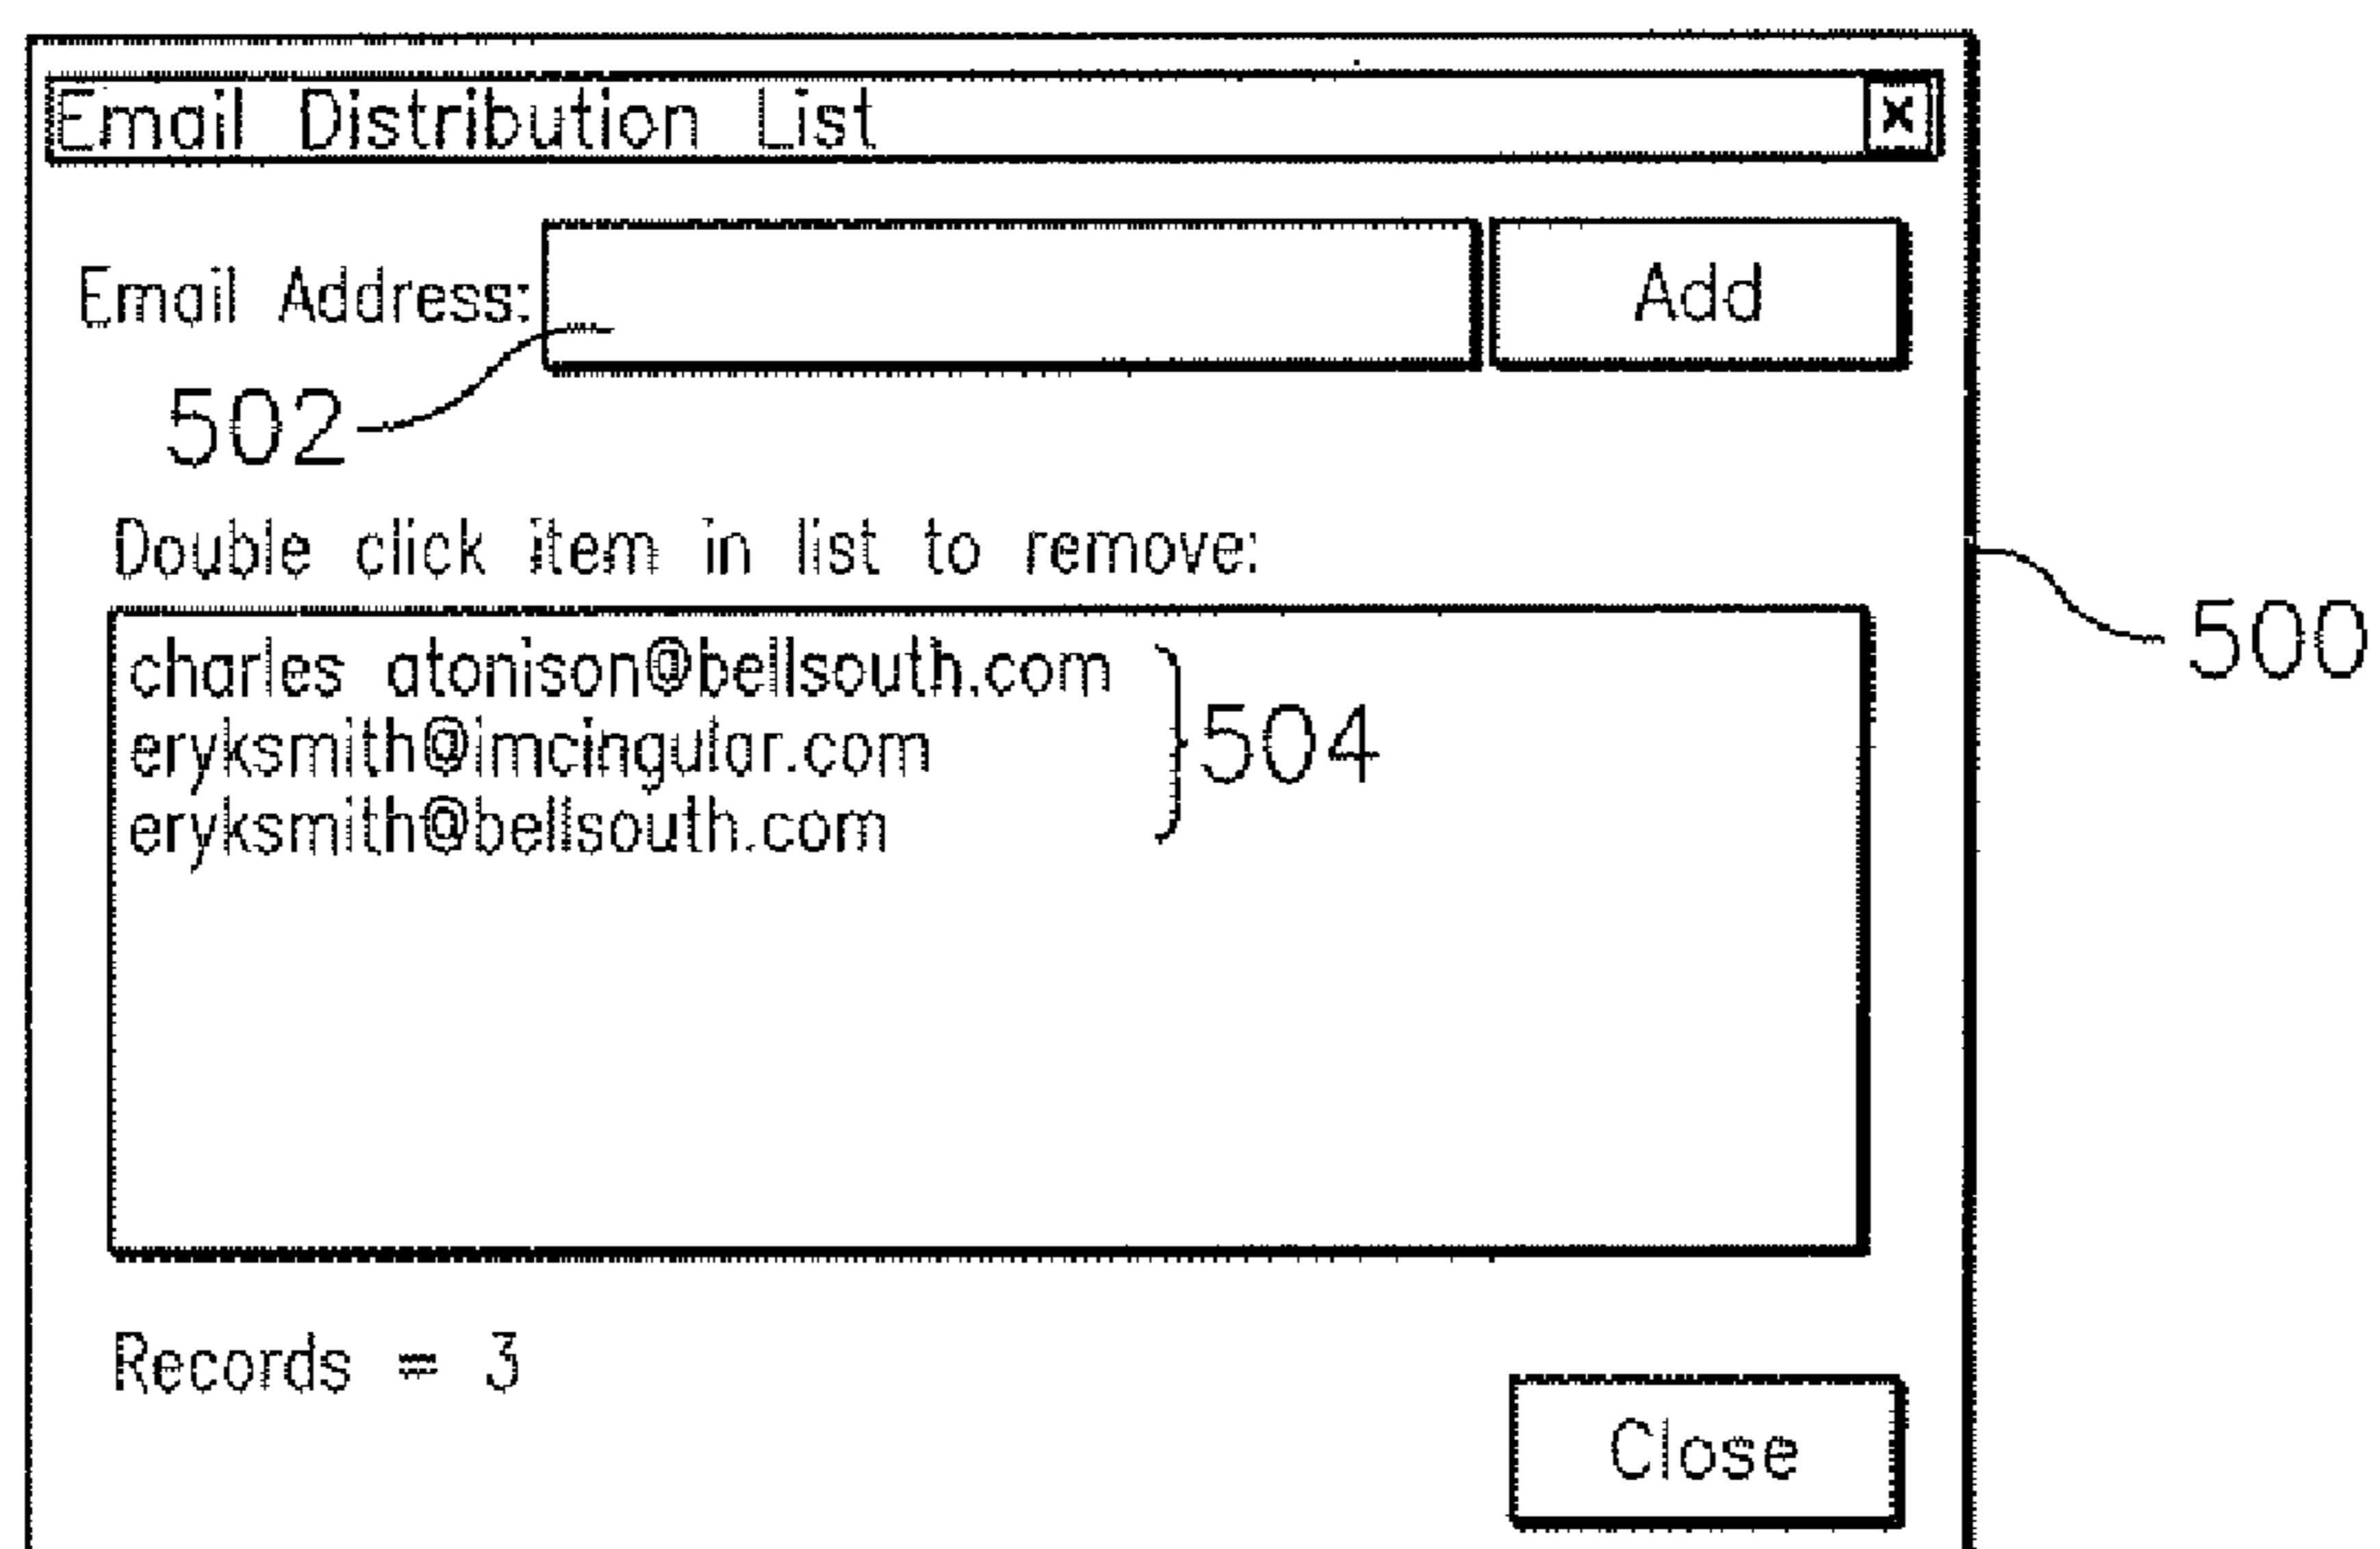 Email Distribution List x
Email Address: Add
502
Double click item in list to remove:
500
charles atonison@bellsouth.com
504
eryksmith@imcingular.com
eryksmith@bellsouth.com
Records = 3
Close